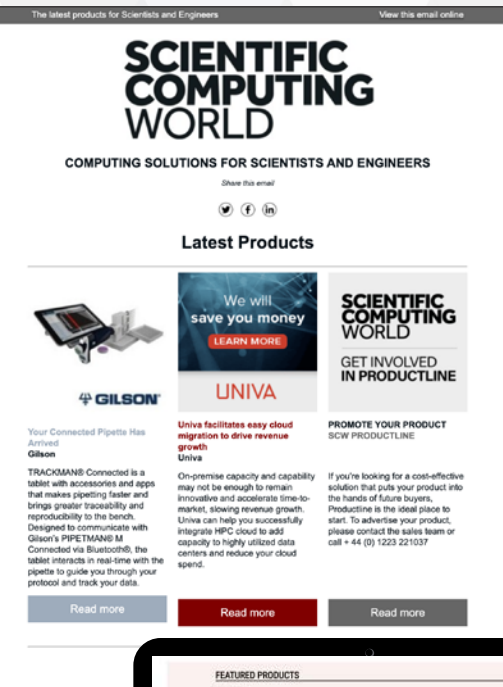 The latest products for Scientists and Engineers
View this email online
SCIENTIFIC
COMPUTING
WORLD
COMPUTING SOLUTIONS FOR SCIENTISTS AND ENGINEERS
Share this email
Latest Products
GILSON®
Your Connected Pipette Has
Arrived
Gilson
TRACKMAN® Connected is a
tablet with accessories and apps
that makes pipetting faster and
brings greater traceability and
reproducibility to the bench.
Designed to communicate with
Gilson's PIPETMAN® M
Connected via Bluetooth®, the
tablet interacts in real-time with the
pipette to guide you through your
protocol and track your data.
Read more
We will
save you money
LEARN MORE
UNIVA
Univa facilitates easy cloud
migration to drive revenue
growth
Univa
On-premise capacity and capability
may not be enough to remain
innovative and accelerate time-to-
market, slowing revenue growth.
Univa can help you successfully
integrate HPC cloud to add
capacity to highly utilized data
centers and reduce your cloud
spend.
Read more
SCIENTIFIC
COMPUTING
WORLD
GET INVOLVED
IN PRODUCTLINE
PROMOTE YOUR PRODUCT
SCW PRODUCTLINE
If you're looking for a cost-effective
solution that puts your product into
the hands of future buyers,
Productline is the ideal place to
start. To advertise your product,
please contact the sales team or
call + 44 (0) 1223 221037
Read more
FEATURED PRODUCTS